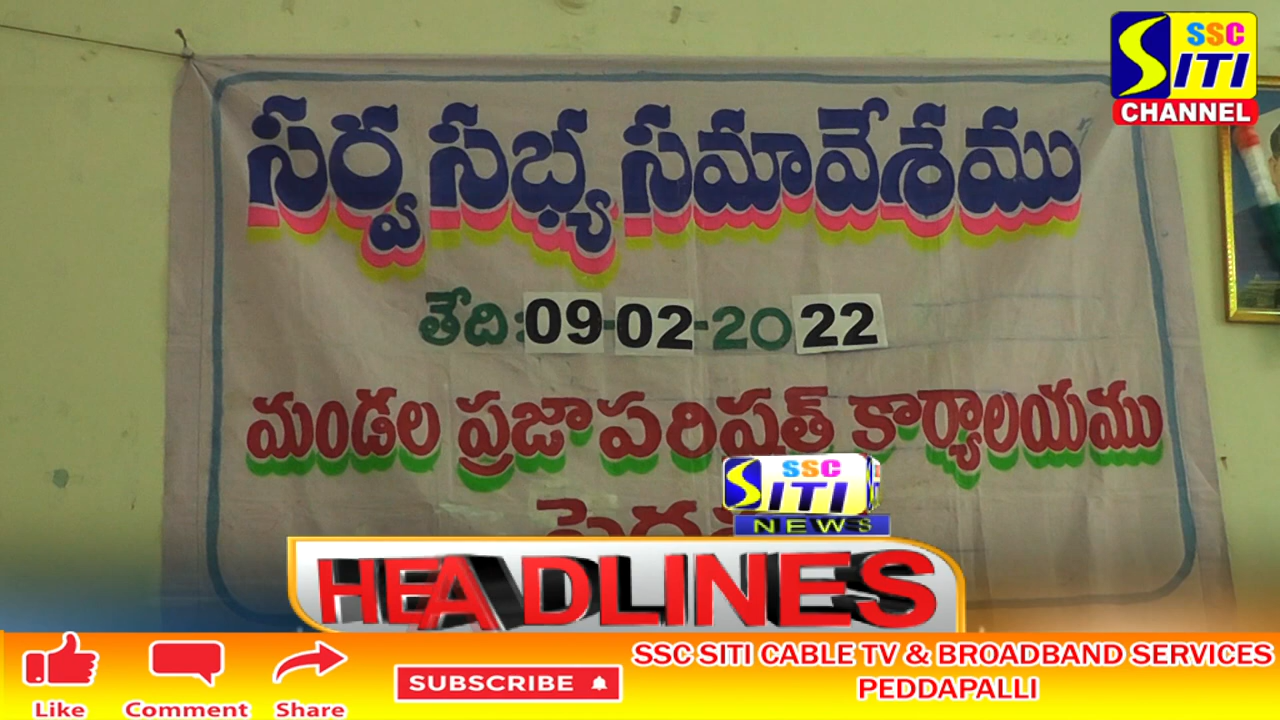 SSC
SITI
CHANNEL
సర్వ సభ్య సమావేశము
తేది:09-02-2022
మండల ప్రజా పరిషత్ కార్యాలయము
SSC
SITI
NEWS
HEADLINES
SSC SITI CABLE TV & BROADBAND SERVICES
PEDDAPALLI
SUBSCRIBE
Like Comment Share